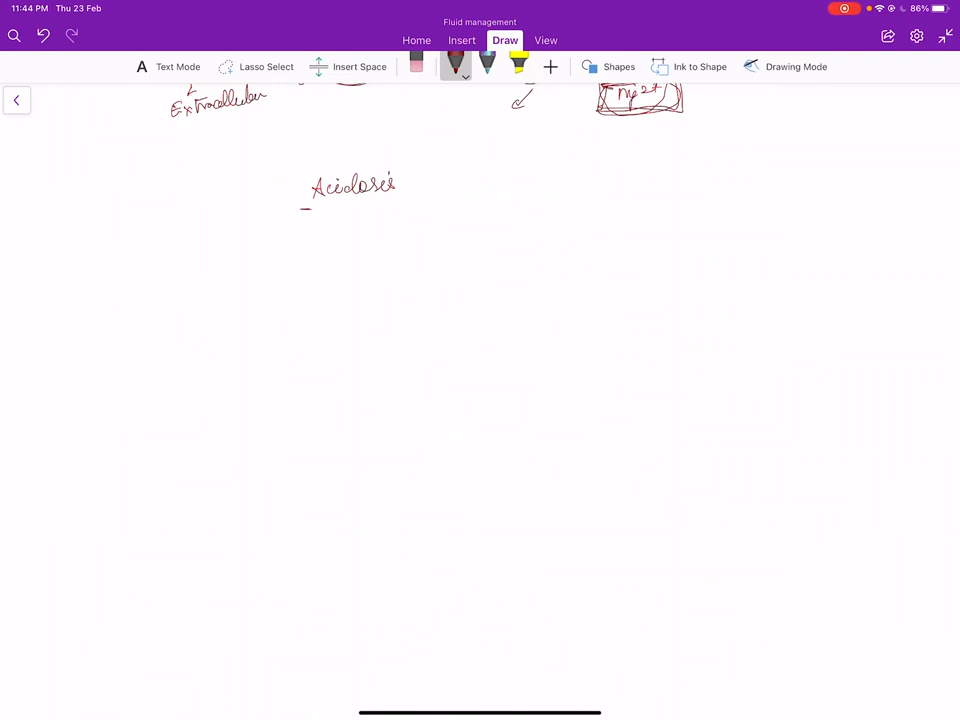 11:44 PM Thu 23 Feb 86%
Fluid management
Home Insert Draw View
A Text Mode Lasso Select Insert Space Shapes Ink to Shape Drawing Mode
Extracellular
Acidosis